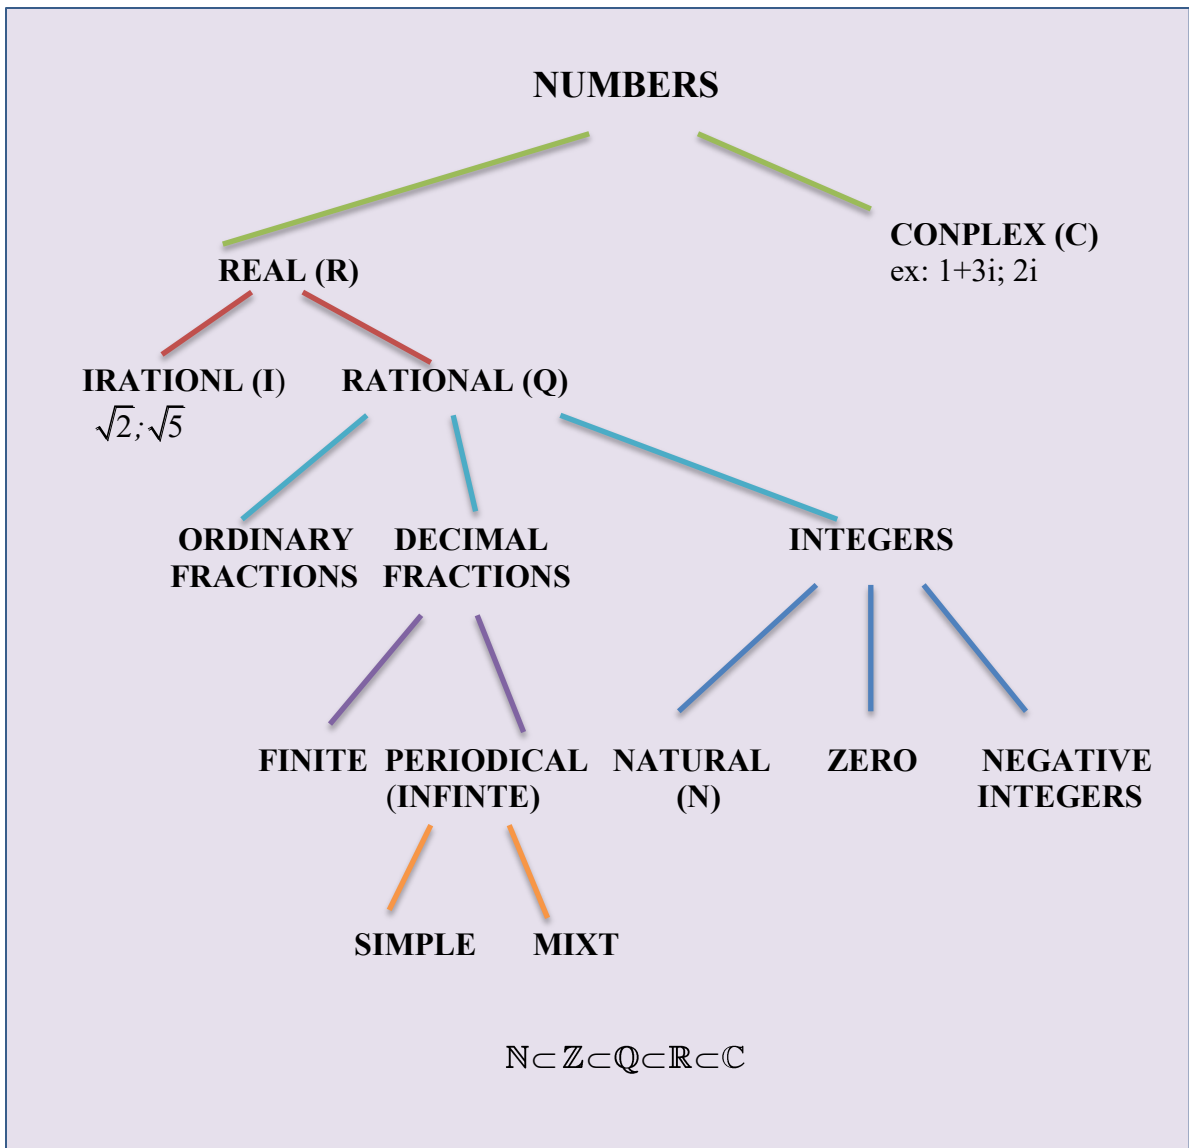 NUMBERS
CONPLEX (C)
ex: 1+3i; 2i
REAL (R)
IRATIONL (I)
√2;√5
RATIONAL (Q)
ORDINARY
FRACTIONS
DECIMAL
FRACTIONS
INTEGERS
FINITE
PERIODICAL
(INFINTE)
NATURAL
(N)
ZERO
NEGATIVE
INTEGERS
SIMPLE
MIXT
ℕ⊂ℤ⊂ℚ⊂ℝ⊂ℂ